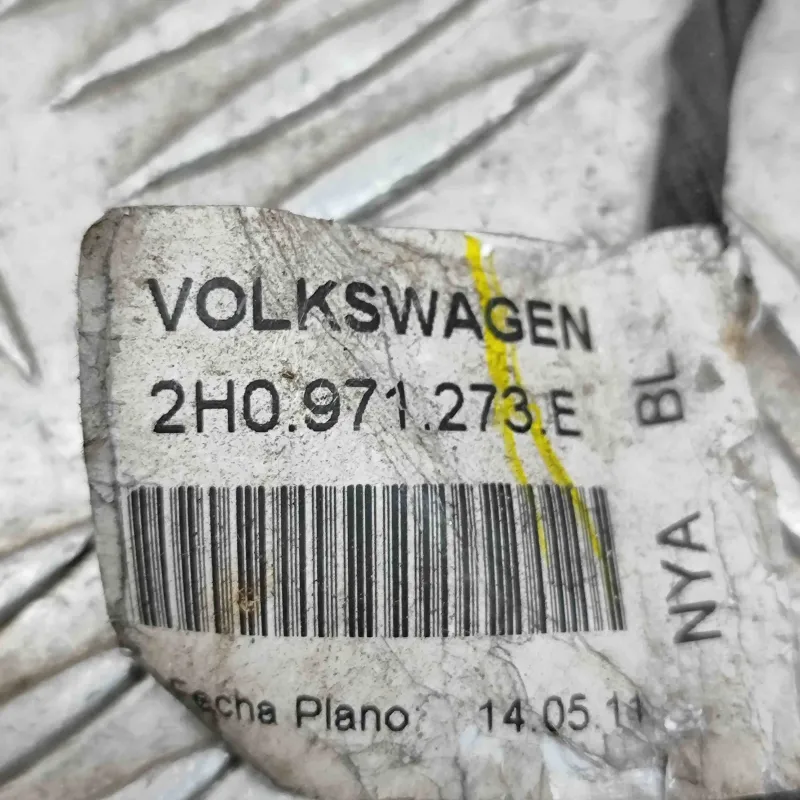 VOLKSWAGEN
2H0.971.273.E
BL
NYA
Fecha Plano 14.05.11